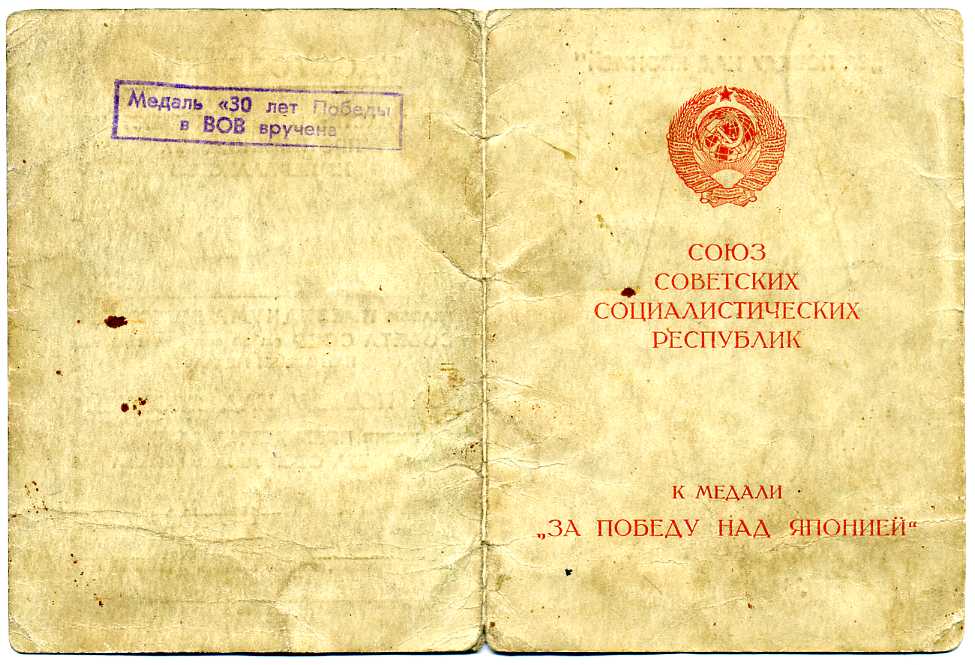 Медаль «30 лет Победы
в ВОВ вручена
СОЮЗ
СОВЕТСКИХ
СОЦИАЛИСТИЧЕСКИХ
РЕСПУБЛИК
К МЕДАЛИ
„ЗА ПОБЕДУ НАД ЯПОНИЕЙ“